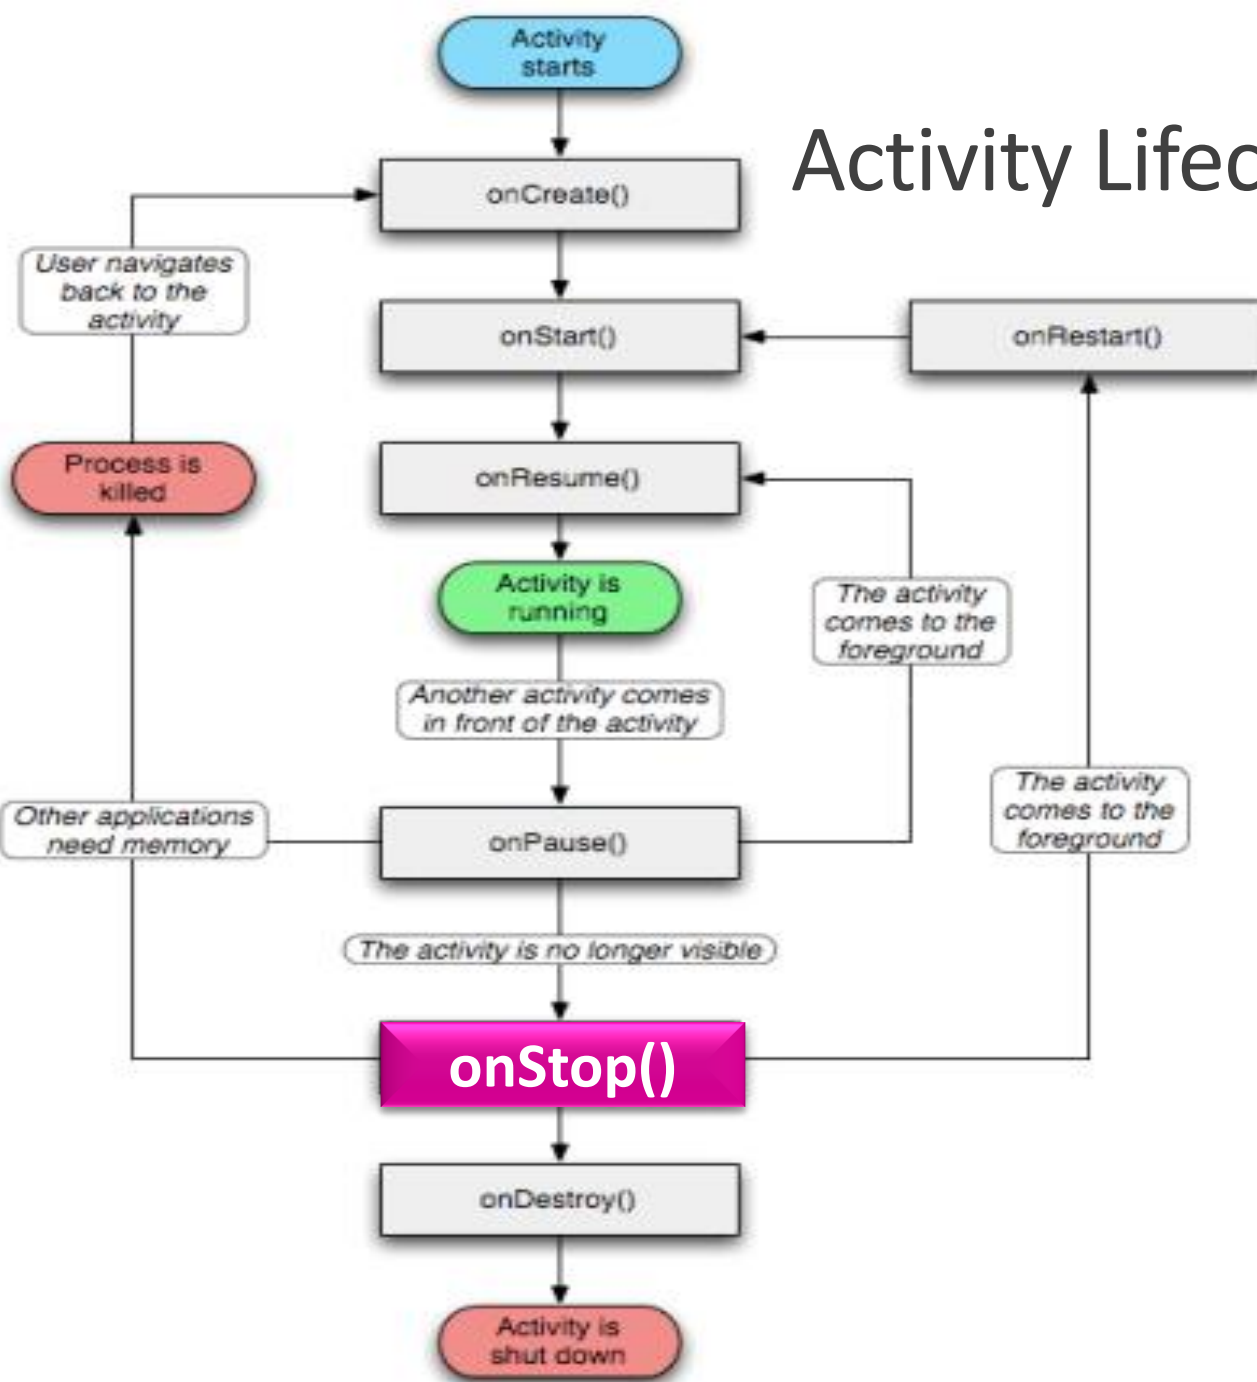 Activity
starts
Activity Lifec
onCreate()
User navigates
back to the
activity
onStart()
onRestart()
Process is
killed
onResume()
Activity is
running
The activity
comes to the
foreground
Another activity comes
in front of the activity
The activity
comes to the
foreground
Other applications
need memory
onPause()
The activity is no longer visible
onStop()
onDestroy()
Activity is
shut down